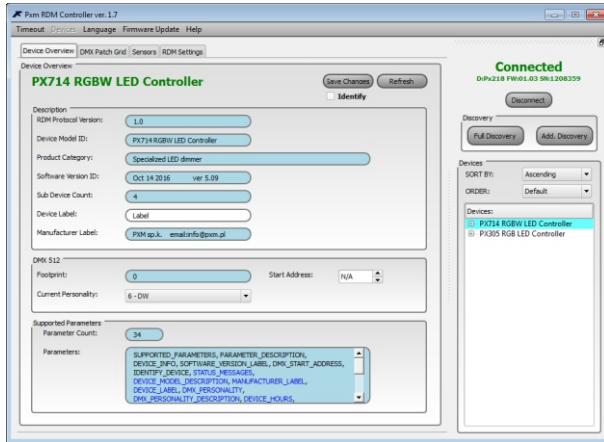 Pxm RDM Controller ver. 1.7
Timeout Devices Language Firmware Update Help
Device Overview DMX Patch Grid Sensors RDM Settings
Device Overview
PX714 RGBW LED Controller
Save Changes Refresh
Identify
Description
RDM Protocol Version: 1.0
Device Model ID: PX714 RGBW LED Controller
Product Category: Specialized LED dimmer
Software Version ID: Oct 14 2016 ver 5.09
Sub Device Count: 4
Device Label: Label
Manufacturer Label: PXM sp.k. email:info@pxm.pl
DMX 512
Footprint: 0 Start Address: N/A
Current Personality: 6 - DW
Supported Parameters
Parameter Count: 34
Parameters: SUPPORTED_PARAMETERS, PARAMETER_DESCRIPTION,
DEVICE_INFO, SOFTWARE_VERSION_LABEL, DMX_START_ADDRESS,
IDENTIFY_DEVICE, STATUS_MESSAGES,
DEVICE_MODEL_DESCRIPTION, MANUFACTURER_LABEL,
DEVICE_LABEL, DMX_PERSONALITY,
DMX_PERSONALITY_DESCRIPTION, DEVICE_HOURS,
Connected
D:Px218 FW:01.03 SN:1208359
Disconnect
Discovery
Full Discovery Add. Discovery
Devices
SORT BY: Ascending
ORDER: Default
Devices:
PX714 RGBW LED Controller
PX305 RGB LED Controller